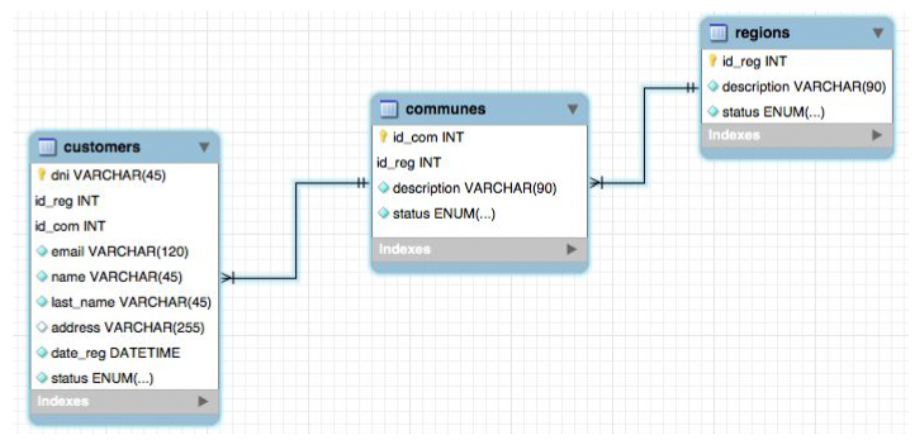 customers
dni VARCHAR(45)
id_reg INT
id_com INT
email VARCHAR(120)
name VARCHAR(45)
last_name VARCHAR(45)
address VARCHAR(255)
date_reg DATETIME
status ENUM(...)
Indexes
communes
id_com INT
id_reg INT
description VARCHAR(90)
status ENUM(...)
Indexes
regions
id_reg INT
description VARCHAR(90)
status ENUM(...)
Indexes